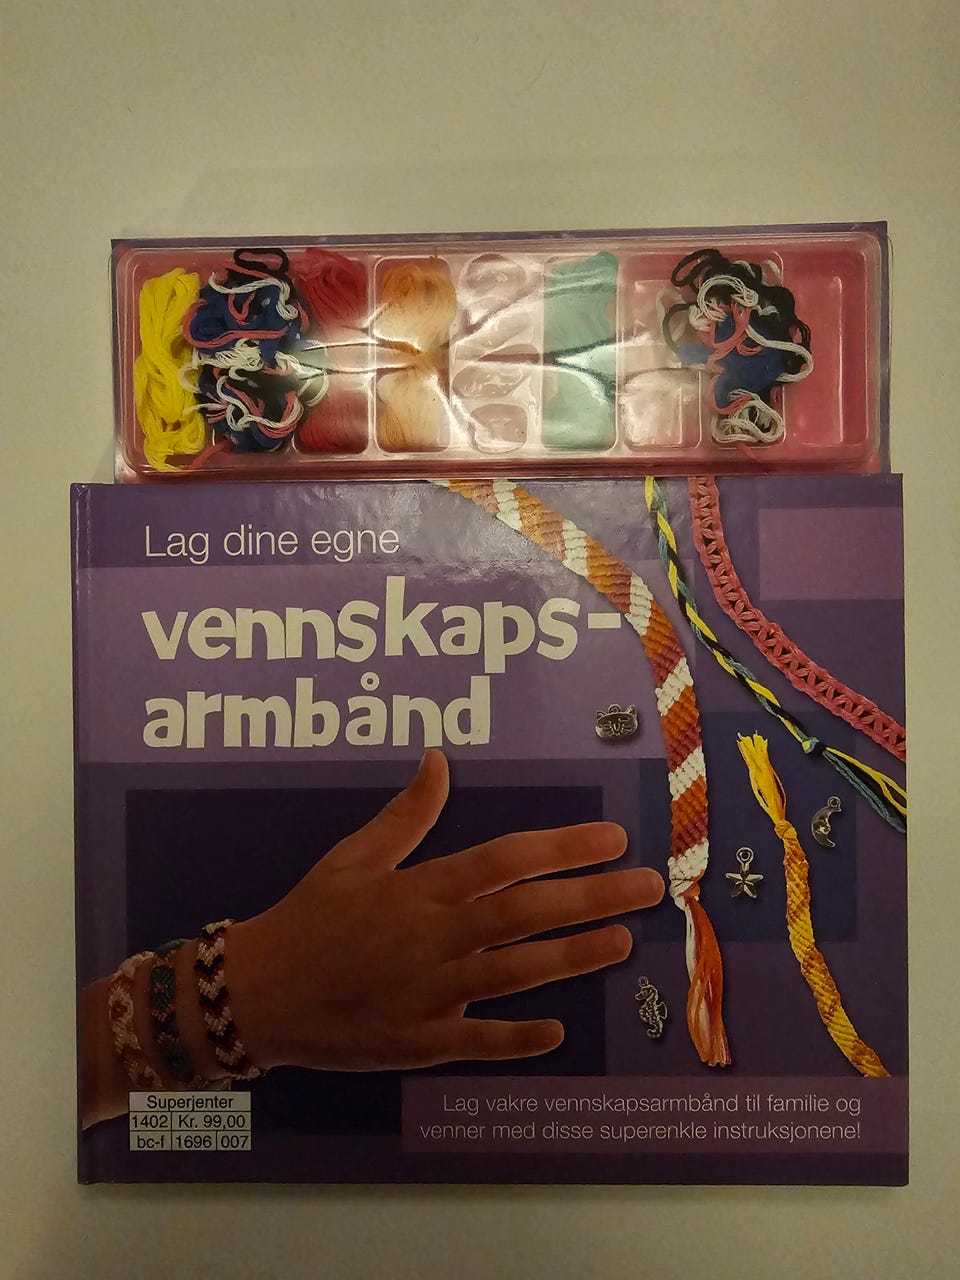 Lag dine egne
vennskaps-
armbånd
Superjenter
1402 Kr. 99,00
bc-f 1696 007
Lag vakre vennskapsarmbånd til familie og
venner med disse superenkle instruksjonene!